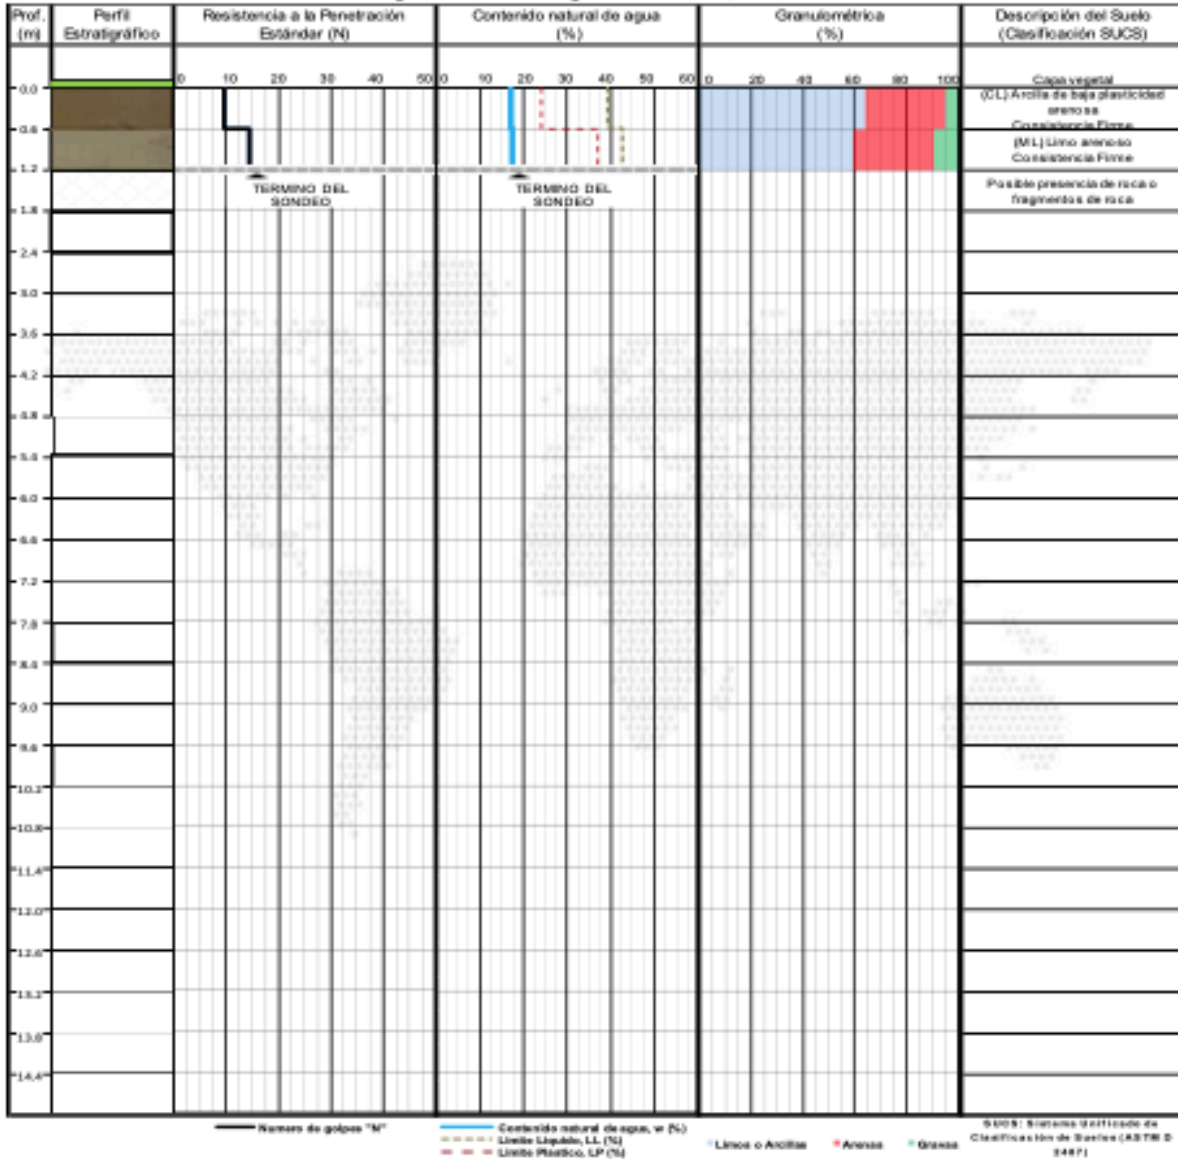 Prof.
(m)
Perfil
Estratigráfico
Resistencia a la Penetración
Estándar (N)
Contenido natural de agua
(%)
Granulométrica
(%)
Descripción del Suelo
(Clasificación SUCS)
0 10 20 30 40 50
0 10 20 30 40 50 60
0 20 40 60 80 100
Capa vegetal
0.0
(CL) Arcilla de baja plasticidad
arenosa
Consistencia Firme
0.6
(ML) Limo arenoso
Consistencia Firme
1.2
TERMINO DEL
SONDEO
TERMINO DEL
SONDEO
Posible presencia de roca o
fragmentos de roca
1.8
2.4
3.0
3.6
4.2
4.8
5.4
6.0
6.6
7.2
7.8
8.4
9.0
9.6
10.2
10.8
11.4
12.0
12.6
13.2
13.8
14.4
Numero de golpes "N"
Contenido natural de agua, w (%)
Limite Liquido, LL (%)
Limite Plastico, LP (%)
Limos o Arcillas
Arenas
Gravas
SUCS: Sistema Unificado de
Clasificación de Suelos (ASTM D
2487)